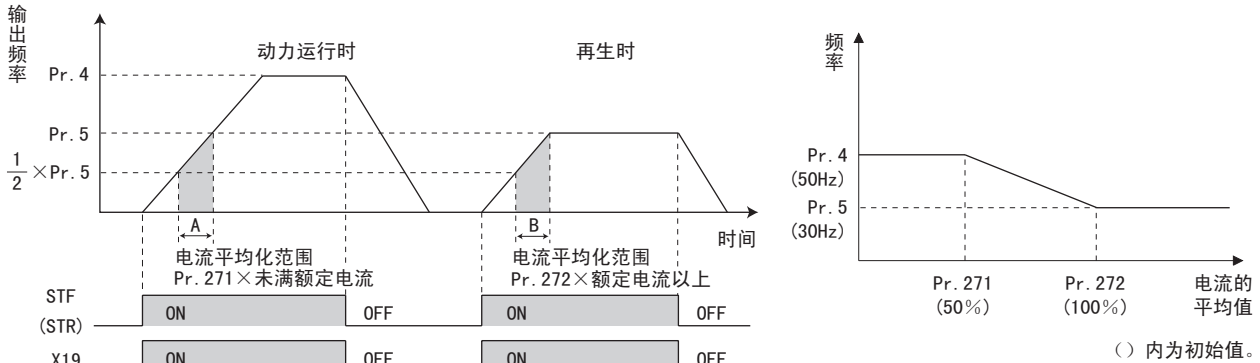 输出频率
动力运行时
再生时
Pr.4
Pr.5
1/2×Pr.5
A
B
时间
电流平均化范围
Pr.271×未满额定电流
电流平均化范围
Pr.272×额定电流以上
STF
(STR)
ON
OFF
ON
OFF
X19
ON
OFF
ON
OFF
频率
Pr.4
(50Hz)
Pr.5
(30Hz)
Pr.271
(50%)
Pr.272
(100%)
电流的
平均值
（）内为初始值。